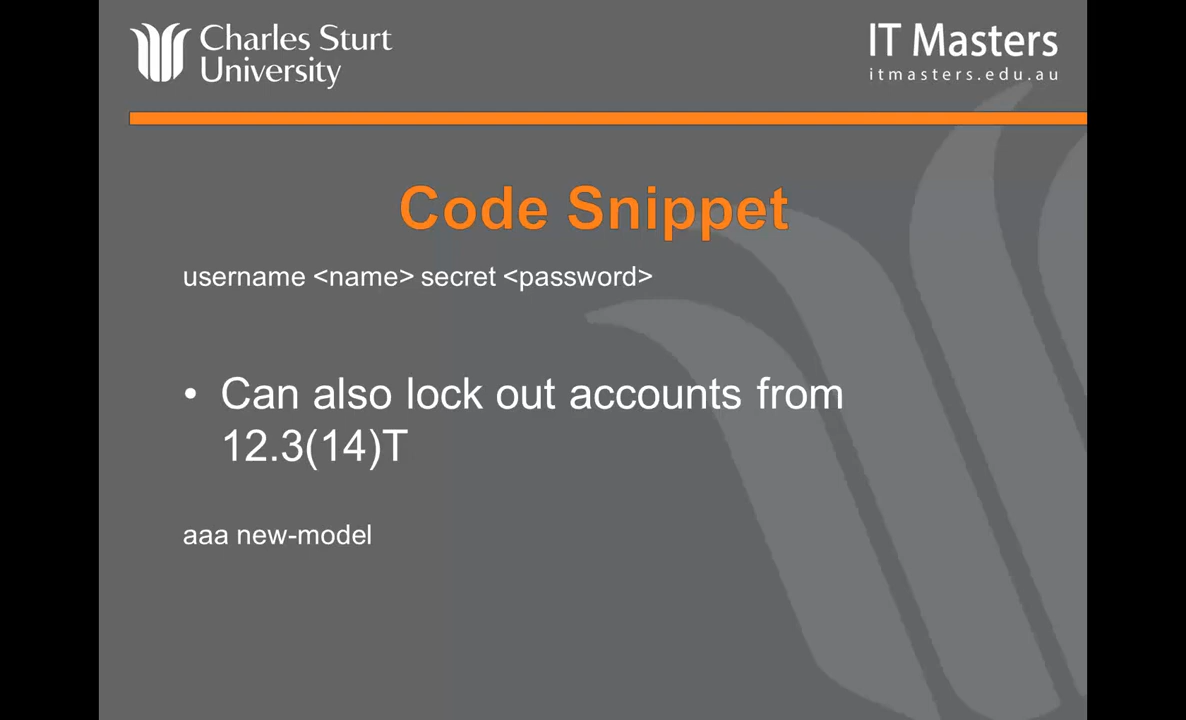 Charles Sturt
University
IT Masters
itmasters.edu.au
Code Snippet
username <name> secret <password>
• Can also lock out accounts from
12.3(14)T
aaa new-model